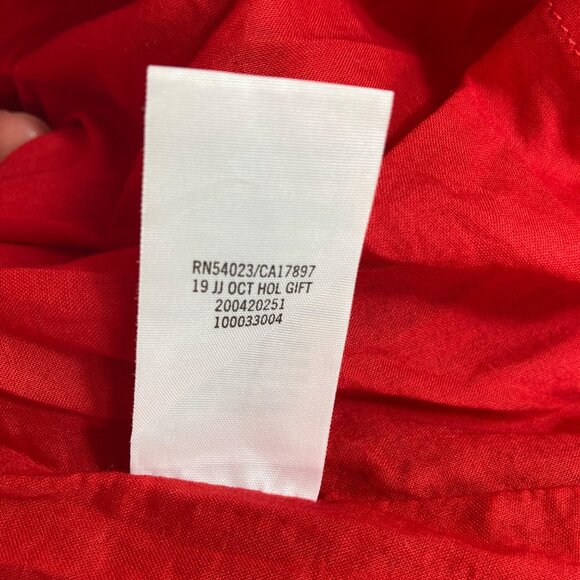 RN54023/CA17897
19 JJ OCT HOL GIFT
200420251
100033004